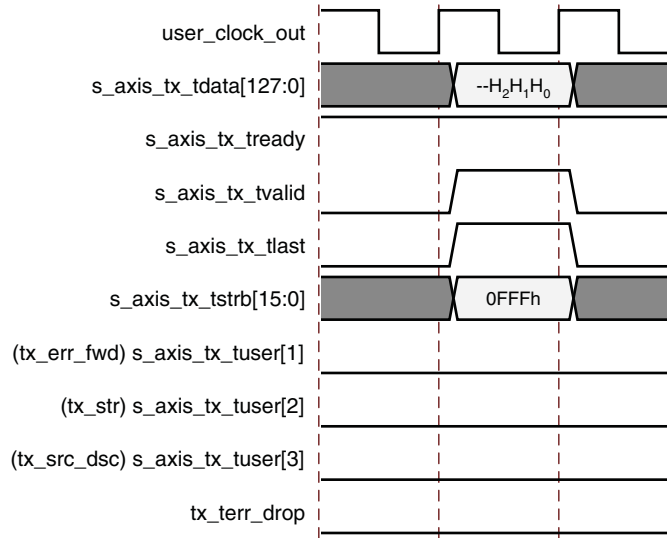 user_clock_out
s_axis_tx_tdata[127:0] --H₂H₁H₀
s_axis_tx_tready
s_axis_tx_tvalid
s_axis_tx_tlast
s_axis_tx_tstrb[15:0] 0FFFh
(tx_err_fwd) s_axis_tx_tuser[1]
(tx_str) s_axis_tx_tuser[2]
(tx_src_dsc) s_axis_tx_tuser[3]
tx_terr_drop